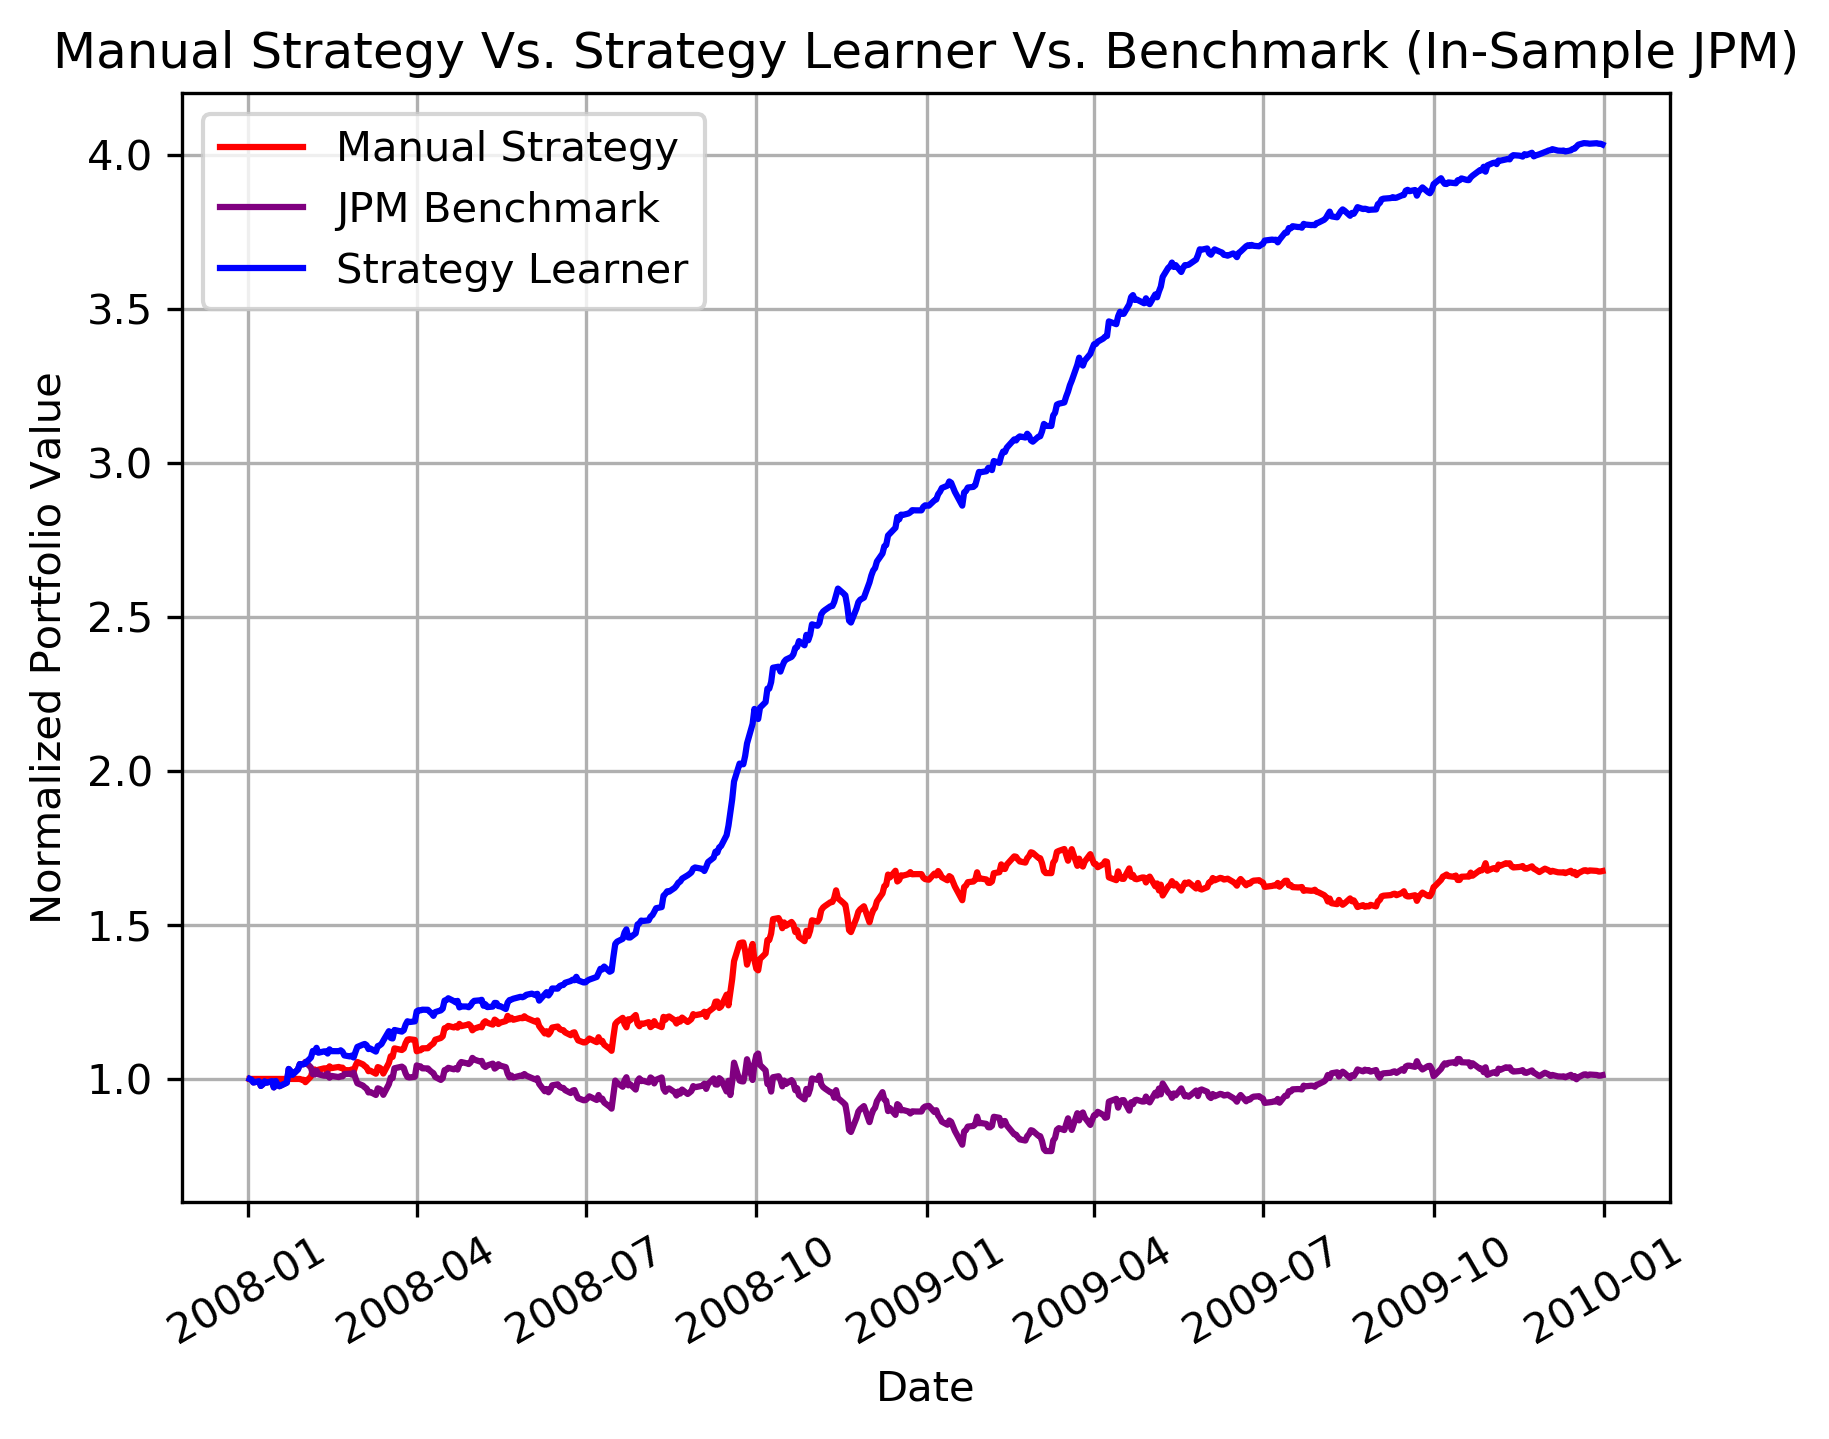 Manual Strategy Vs. Strategy Learner Vs. Benchmark (In-Sample JPM)
Manual Strategy
JPM Benchmark
Strategy Learner
Normalized Portfolio Value
4.0
3.5
3.0
2.5
2.0
1.5
1.0
2008-01
2008-04
2008-07
2008-10
2009-01
2009-04
2009-07
2009-10
2010-01
Date